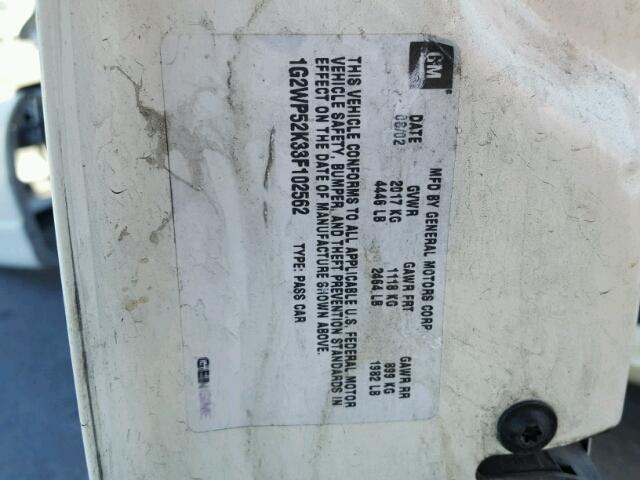 GM
MFD BY GENERAL MOTORS CORP
DATE GVWR GAWR FRT GAWR RR
08/02 2017 KG 1118 KG 899 KG
4446 LB 2464 LB 1982 LB
THIS VEHICLE CONFORMS TO ALL APPLICABLE U.S. FEDERAL MOTOR
VEHICLE SAFETY, BUMPER, AND THEFT PREVENTION STANDARDS IN
EFFECT ON THE DATE OF MANUFACTURE SHOWN ABOVE.
1G2WP52K33F102562 TYPE: PASS CAR